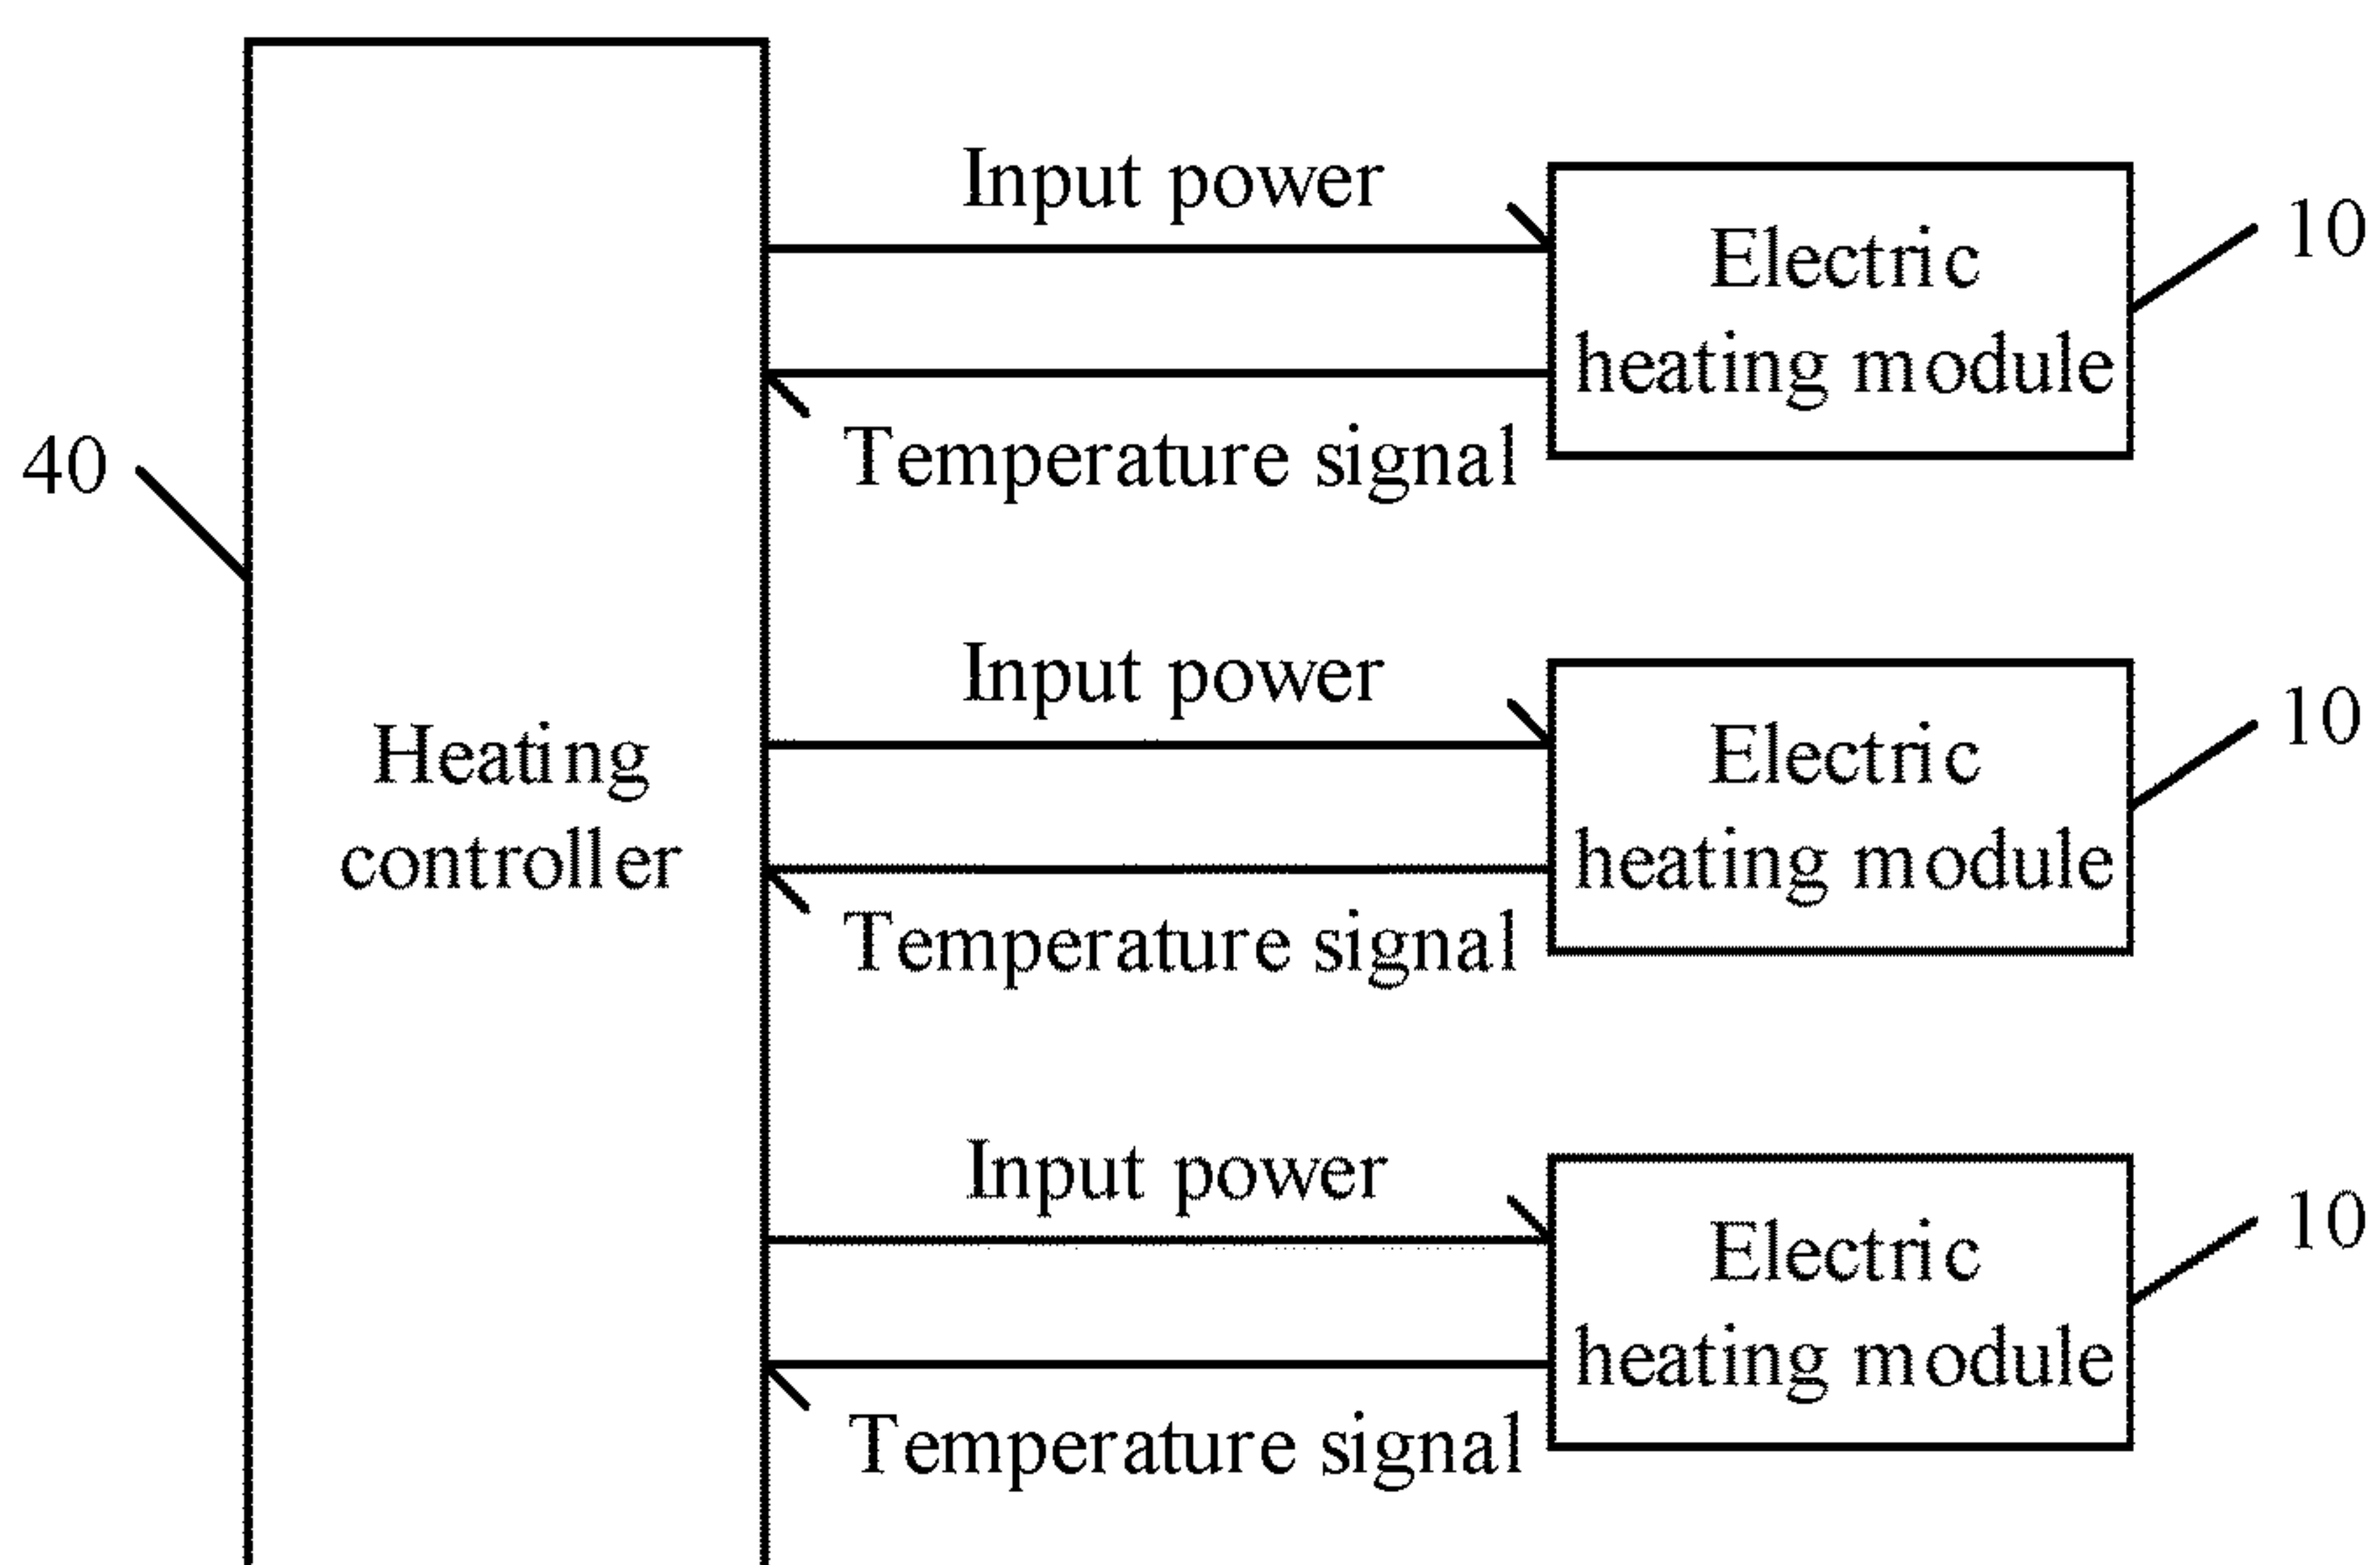 Input power
Electric
heating module
10
Temperature signal
40
Input power
Electric
heating module
10
Heating
controller
Temperature signal
Input power
Electric
heating module
10
Temperature signal